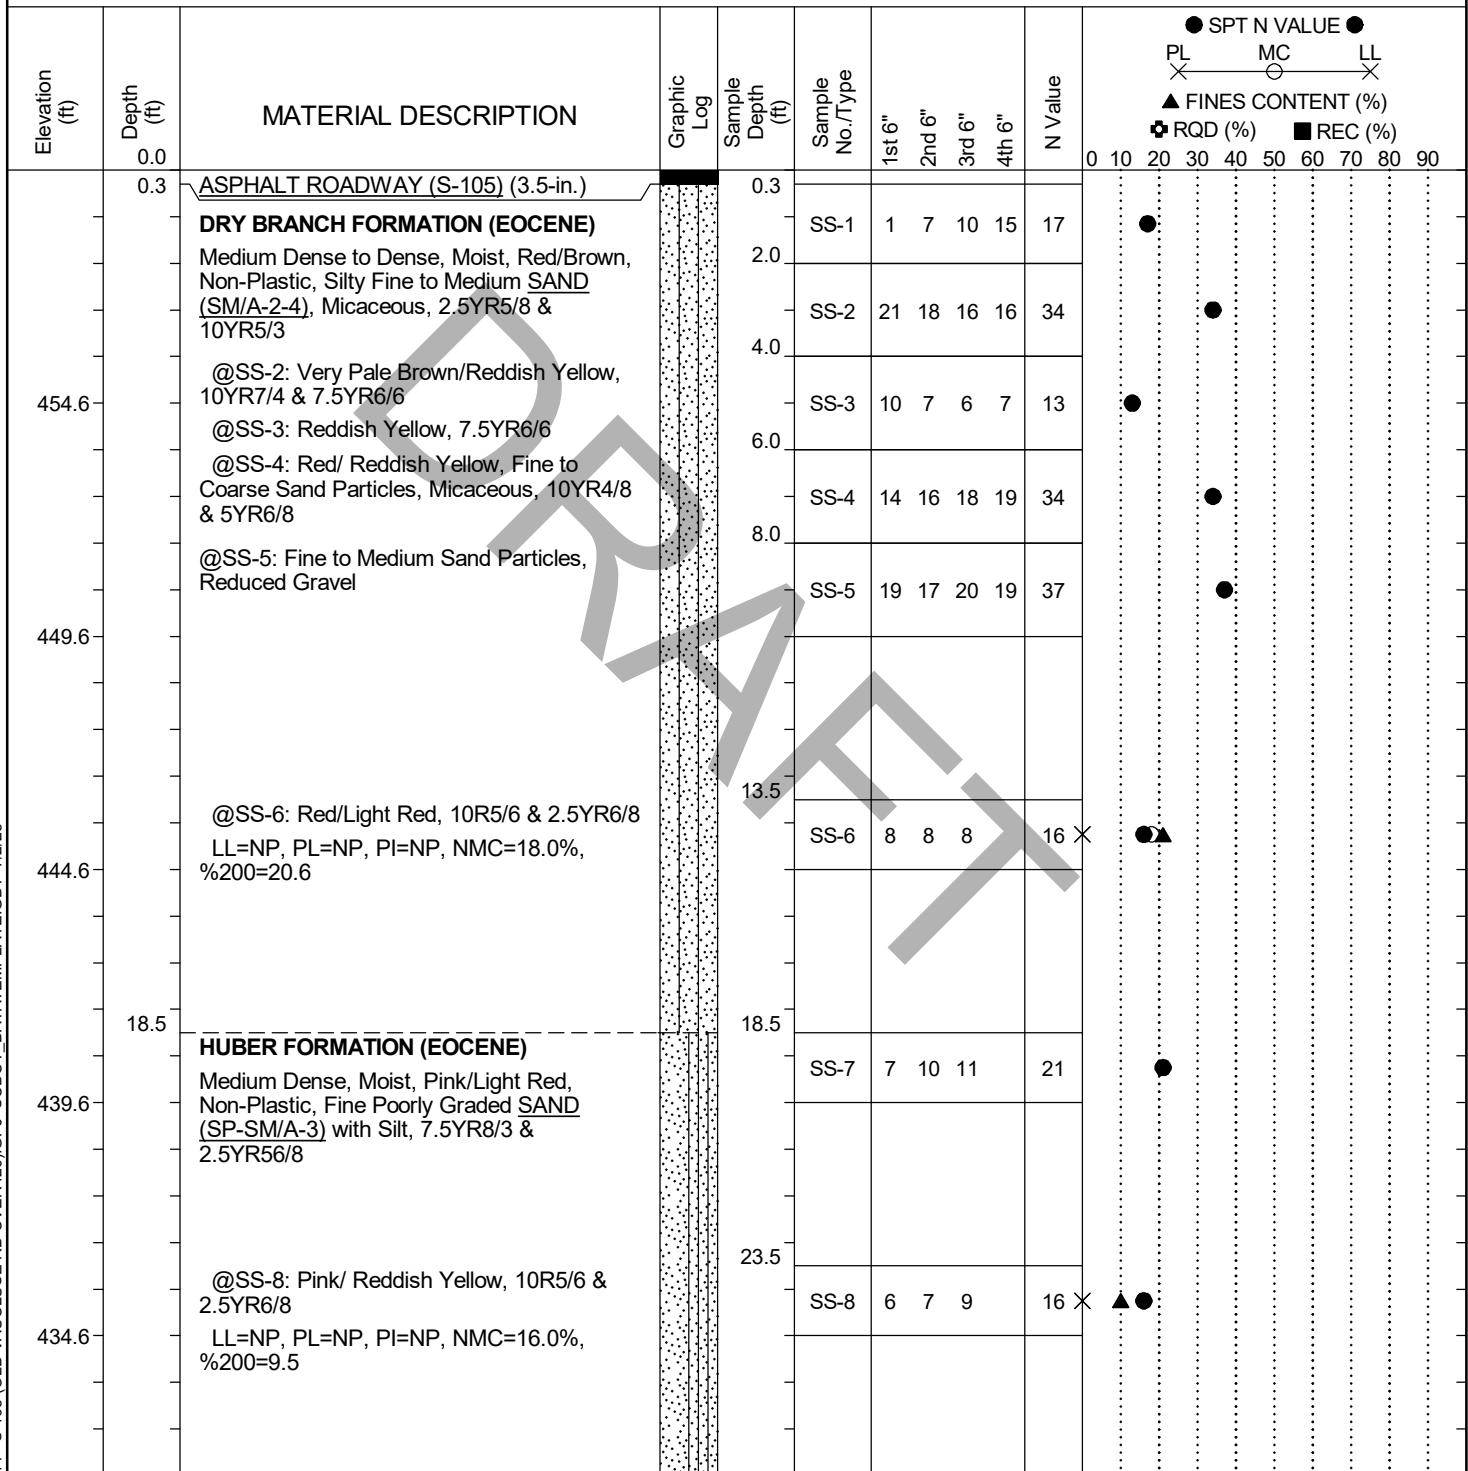 ● SPT N VALUE ●
PL MC LL
▲ FINES CONTENT (%)
RQD (%) ■ REC (%)
Elevation (ft)
Depth (ft)
MATERIAL DESCRIPTION
Graphic Log
Sample Depth (ft)
Sample No./Type
1st 6"
2nd 6"
3rd 6"
4th 6"
N Value
0.0
0 10 20 30 40 50 60 70 80 90
0.3 ASPHALT ROADWAY (S-105) (3.5-in.) 0.3
DRY BRANCH FORMATION (EOCENE)
SS-1 1 7 10 15 17
Medium Dense to Dense, Moist, Red/Brown,
2.0
Non-Plastic, Silty Fine to Medium SAND
(SM/A-2-4), Micaceous, 2.5YR5/8 &
10YR5/3
SS-2 21 18 16 16 34
4.0
@SS-2: Very Pale Brown/Reddish Yellow,
10YR7/4 & 7.5YR6/6
454.6
SS-3 10 7 6 7 13
@SS-3: Reddish Yellow, 7.5YR6/6
6.0
@SS-4: Red/ Reddish Yellow, Fine to
Coarse Sand Particles, Micaceous, 10YR4/8
& 5YR6/8
SS-4 14 16 18 19 34
8.0
@SS-5: Fine to Medium Sand Particles,
Reduced Gravel
SS-5 19 17 20 19 37
449.6
13.5
@SS-6: Red/Light Red, 10R5/6 & 2.5YR6/8
SS-6 8 8 8 16
LL=NP, PL=NP, PI=NP, NMC=18.0%,
%200=20.6
444.6
18.5 18.5
HUBER FORMATION (EOCENE)
SS-7 7 10 11 21
Medium Dense, Moist, Pink/Light Red,
Non-Plastic, Fine Poorly Graded SAND
439.6
(SP-SM/A-3) with Silt, 7.5YR8/3 &
2.5YR56/8
23.5
@SS-8: Pink/ Reddish Yellow, 10R5/6 &
2.5YR6/8
SS-8 6 7 9 16
LL=NP, PL=NP, PI=NP, NMC=16.0%,
434.6
%200=9.5
DRAFT